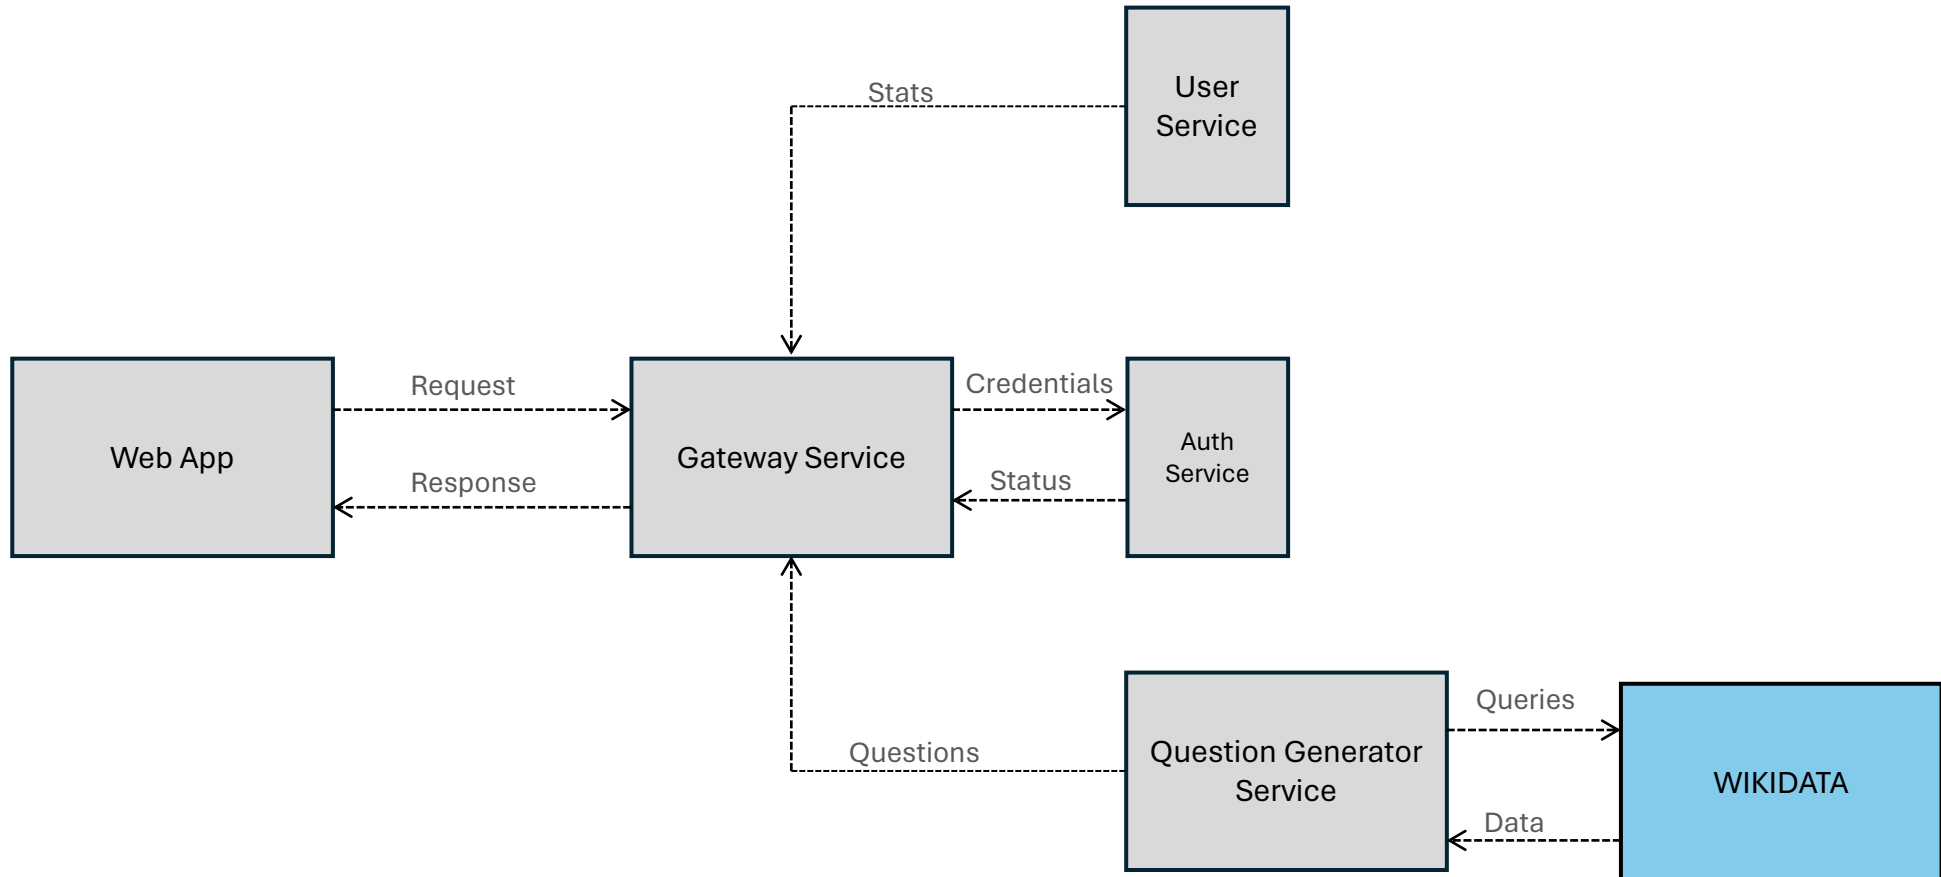 Stats
User
Service
Request
Credentials
Web App
Gateway Service
Auth
Service
Response
Status
Queries
Questions
Question Generator
Service
WIKIDATA
Data